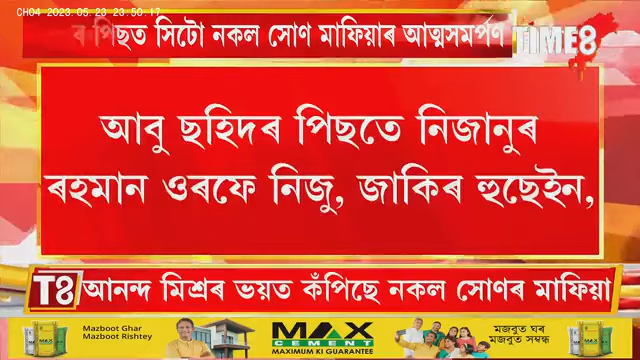 CH04 2023.05.23 23:50:17
ৰ পিছত সিটো নকল সোণ মাফিয়াৰ আত্মসমৰ্পণ
TIME8
আবু ছহিদৰ পিছতে নিজানুৰ
ৰহমান ওৰফে নিজু, জাকিৰ হুছেইন,
T8 আনন্দ মিশ্ৰৰ ভয়ত কঁপিছে নকল সোণৰ মাফিয়া
Mazboot Ghar
Mazboot Rishtey
MAX
CEMENT
MAXIMUM KI GUARANTEE
মজবুত ঘৰ
মজবুত সম্বন্ধ